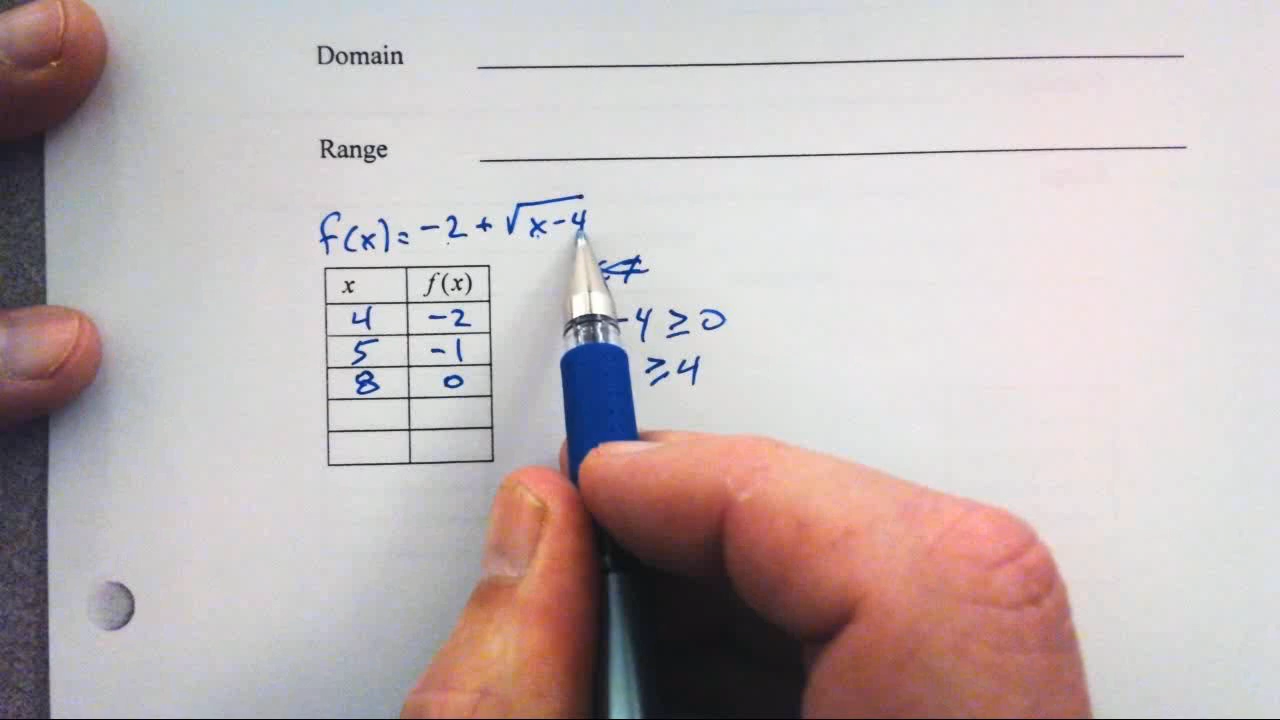 Domain
Range
f(x) = -2 + √x-4
x f(x)
4 -2
5 -1
8 0
-4 ≥ 0
≥ 4